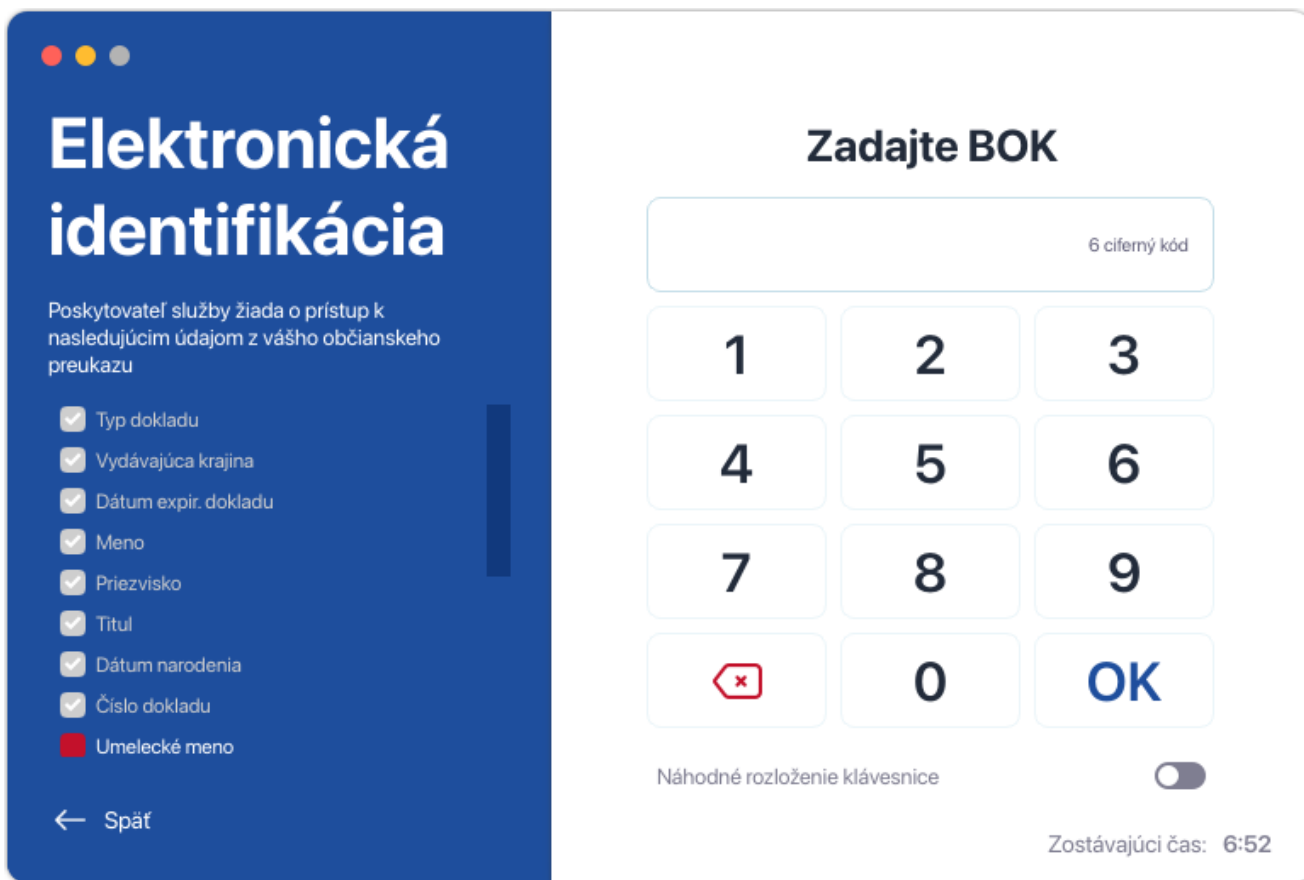 Elektronická
identifikácia
Poskytovateľ služby žiada o prístup k
nasledujúcim údajom z vášho občianskeho
preukazu
Typ dokladu
Vydávajúca krajina
Dátum expir. dokladu
Meno
Priezvisko
Titul
Dátum narodenia
Číslo dokladu
Umelecké meno
Späť
Zadajte BOK
6 ciferný kód
1 2 3
4 5 6
7 8 9
0 OK
Náhodné rozloženie klávesnice
Zostávajúci čas: 6:52